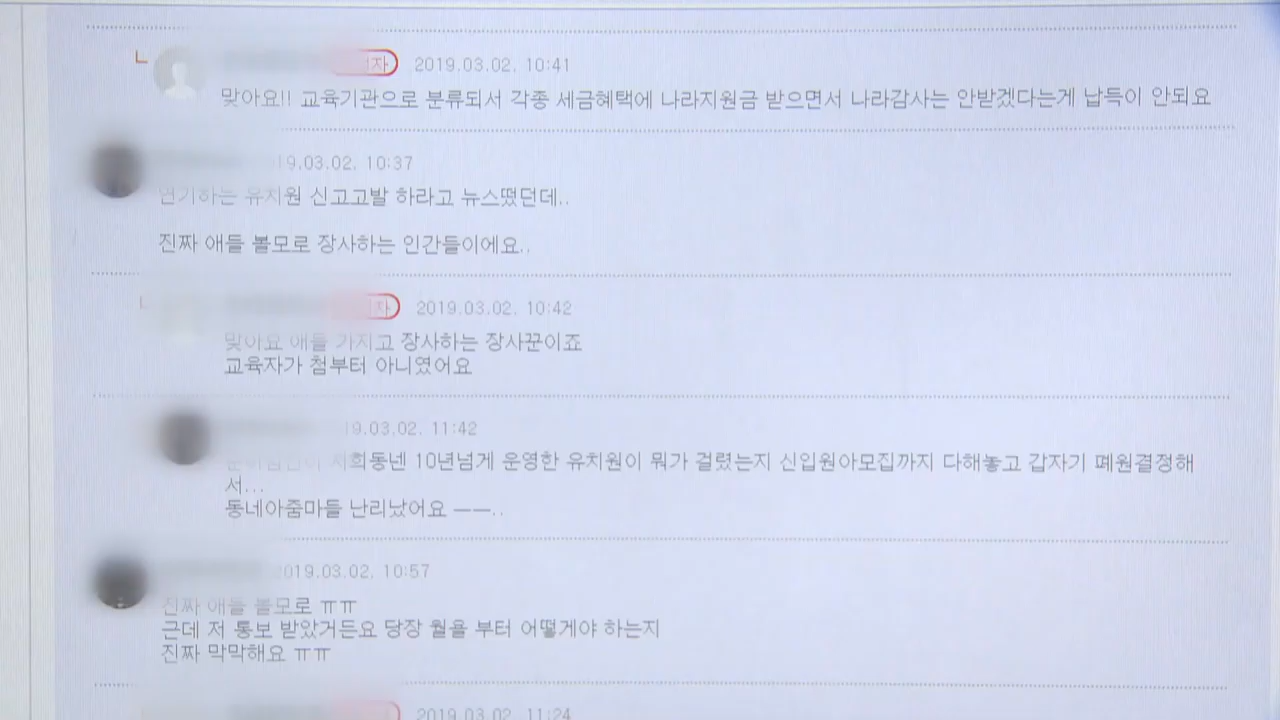 자 2019.03.02. 10:41
맞아요!! 교육기관으로 분류되서 각종 세금혜택에 나라지원금 받으면서 나라감사는 안받겠다는게 납득이 안되요
19.03.02. 10:37
연기하는 유치원 신고고발 하라고 뉴스떴던데..
진짜 애들 볼모로 장사하는 인간들이에요..
자 2019.03.02. 10:42
맞아요 애들 가지고 장사하는 장사꾼이죠
교육자가 첨부터 아니였어요
19.03.02. 11:42
저희동넨 10년넘게 운영한 유치원이 뭐가 걸렸는지 신입원아모집까지 다해놓고 갑자기 폐원결정해
서...
동네아줌마들 난리났어요 ㅡㅡ..
2019.03.02. 10:57
진짜 애들 볼모로 ㅠㅠ
근데 저 통보 받았거든요 당장 월욜 부터 어떻게야 하는지
진짜 막막해요 ㅠㅠ
2019.03.02. 11:24